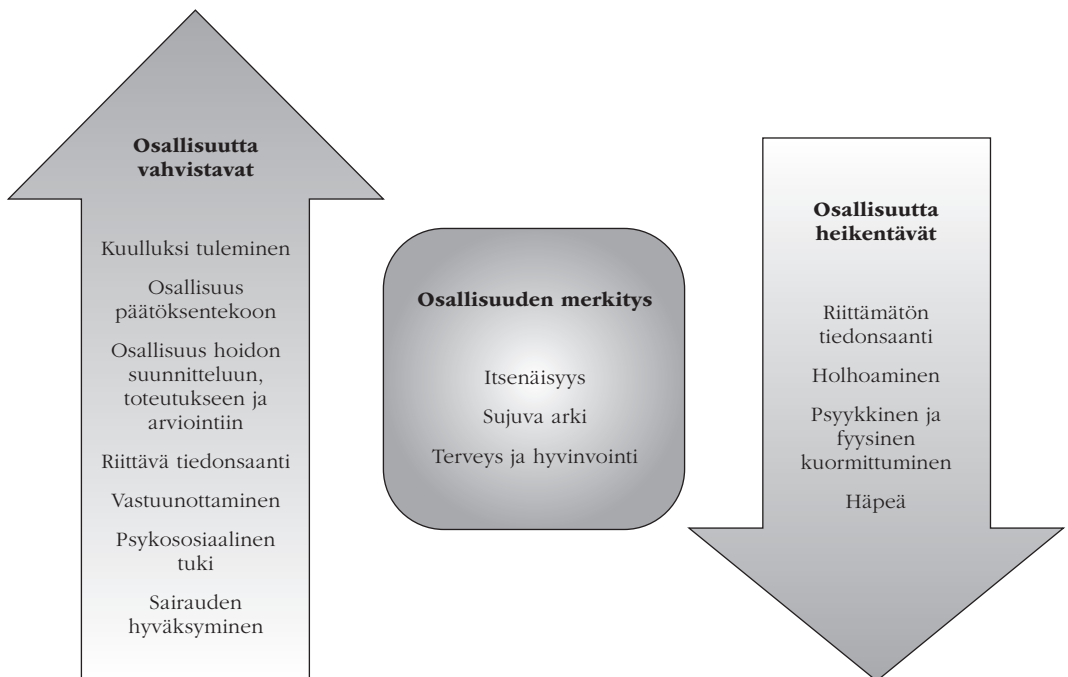 Osallisuutta
vahvistavat
Kuulluksi tuleminen
Osallisuus
päätöksentekoon
Osallisuus hoidon
suunnitteluun,
toteutukseen ja
arviointiin
Riittävä tiedonsaanti
Vastuunottaminen
Psykososiaalinen
tuki
Sairauden
hyväksyminen
Osallisuuden merkitys
Itsenäisyys
Sujuva arki
Terveys ja hyvinvointi
Osallisuutta
heikentävät
Riittämätön
tiedonsaanti
Holhoaminen
Psyykkinen ja
fyysinen
kuormittuminen
Häpeä